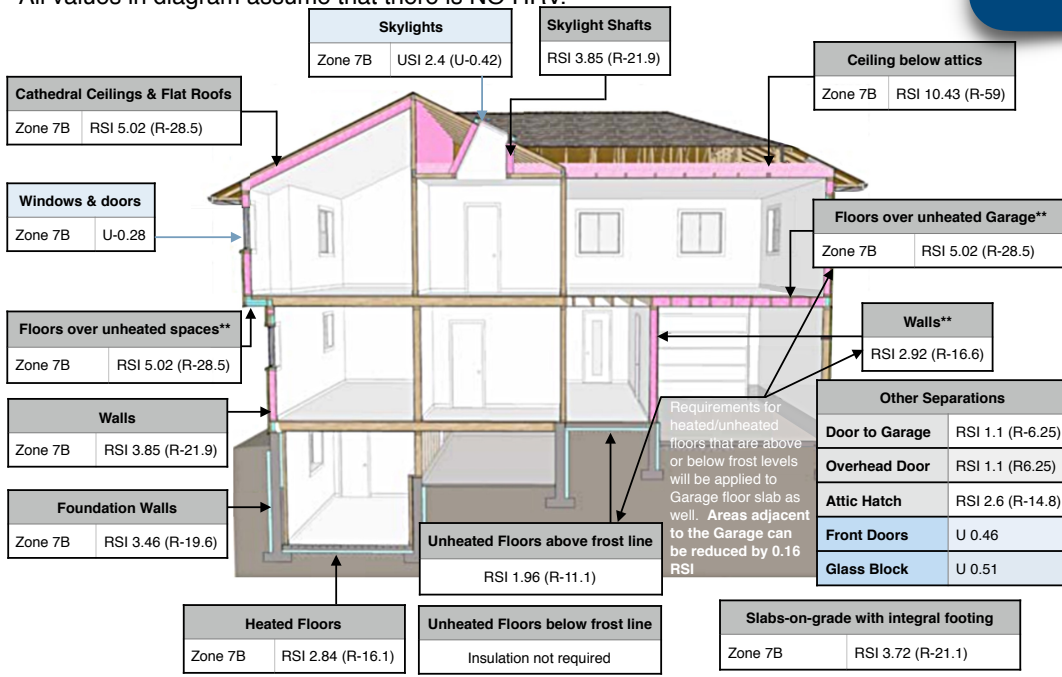 All values in diagram assume that there is NO HRV.
Skylights
Zone 7B USI 2.4 (U-0.42)
Skylight Shafts
RSI 3.85 (R-21.9)
Ceiling below attics
Zone 7B RSI 10.43 (R-59)
Cathedral Ceilings & Flat Roofs
Zone 7B RSI 5.02 (R-28.5)
Windows & doors
Zone 7B U-0.28
Floors over unheated Garage**
Zone 7B RSI 5.02 (R-28.5)
Floors over unheated spaces**
Zone 7B RSI 5.02 (R-28.5)
Walls**
RSI 2.92 (R-16.6)
Walls
Zone 7B RSI 3.85 (R-21.9)
Foundation Walls
Zone 7B RSI 3.46 (R-19.6)
Requirements for
heated/unheated
floors that are above
or below frost levels
will be applied to
Garage floor slab as
well. Areas adjacent
to the Garage can
be reduced by 0.16
RSI
Other Separations
Door to Garage RSI 1.1 (R-6.25)
Overhead Door RSI 1.1 (R6.25)
Attic Hatch RSI 2.6 (R-14.8)
Front Doors U 0.46
Glass Block U 0.51
Unheated Floors above frost line
RSI 1.96 (R-11.1)
Heated Floors
Zone 7B RSI 2.84 (R-16.1)
Unheated Floors below frost line
Insulation not required
Slabs-on-grade with integral footing
Zone 7B RSI 3.72 (R-21.1)